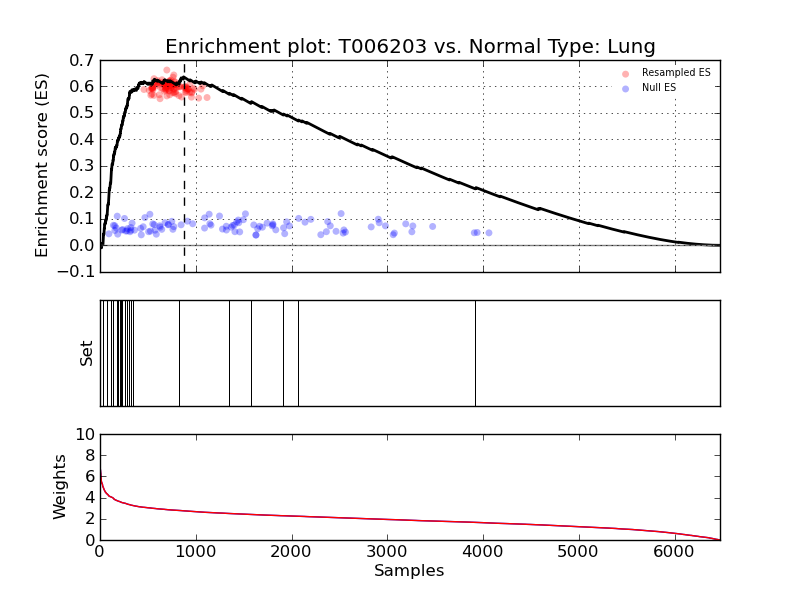 Enrichment plot: T006203 vs. Normal Type: Lung
Enrichment score (ES)
0.7
0.6
0.5
0.4
0.3
0.2
0.1
0.0
−0.1
Resampled ES
Null ES
Set
Weights
10
8
6
4
2
0
0 1000 2000 3000 4000 5000 6000
Samples